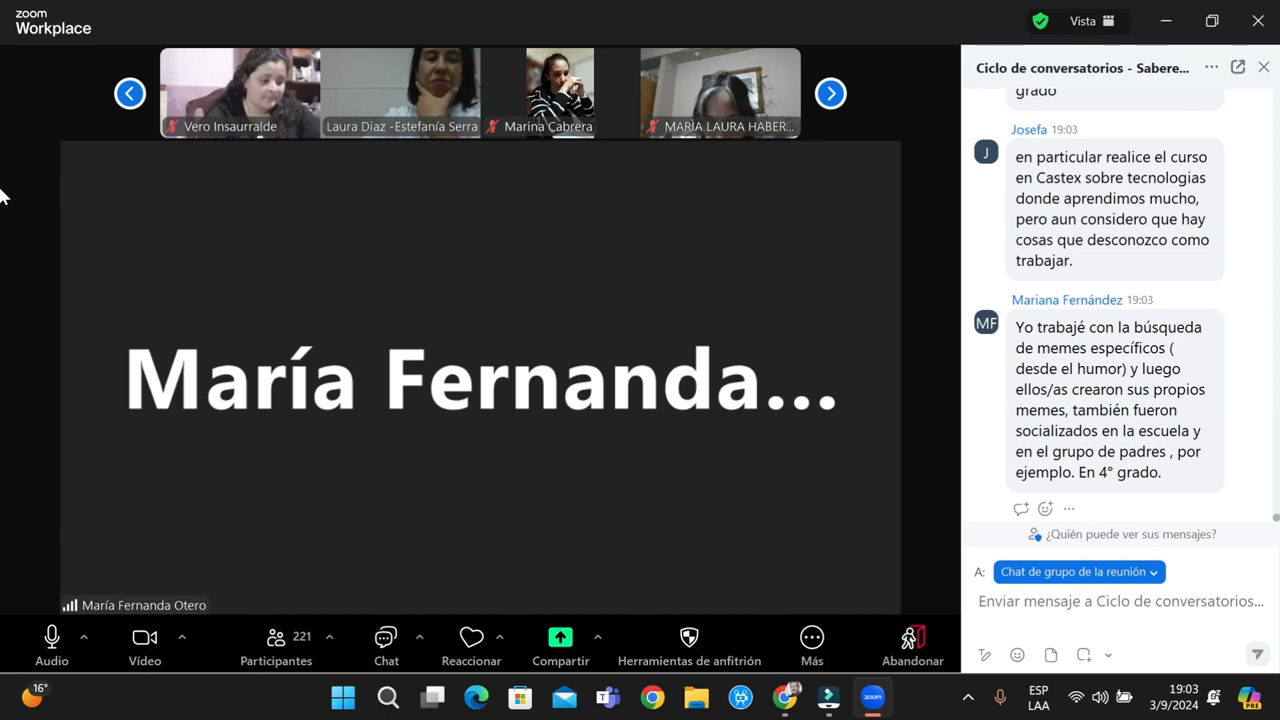 zoom
Workplace
Vista
Vero Insaurralde
Laura Diaz -Estefanía Serra
Marina Cabrera
MARÍA LAURA HABER...
María Fernanda...
María Fernanda Otero
Ciclo de conversatorios - Sabere...
grado
Josefa 19:03
J
en particular realice el curso
en Castex sobre tecnologias
donde aprendimos mucho,
pero aun considero que hay
cosas que desconozco como
trabajar.
Mariana Fernández 19:03
MF
Yo trabajé con la búsqueda
de memes específicos (
desde el humor) y luego
ellos/as crearon sus propios
memes, también fueron
socializados en la escuela y
en el grupo de padres , por
ejemplo. En 4° grado.
¿Quién puede ver sus mensajes?
A: Chat de grupo de la reunión
Enviar mensaje a Ciclo de conversatorios...
221
Audio
Vídeo
Participantes
Chat
Reaccionar
Compartir
Herramientas de anfitrión
Más
Abandonar
16°
zoom
ESP
LAA
19:03
3/9/2024
PRE